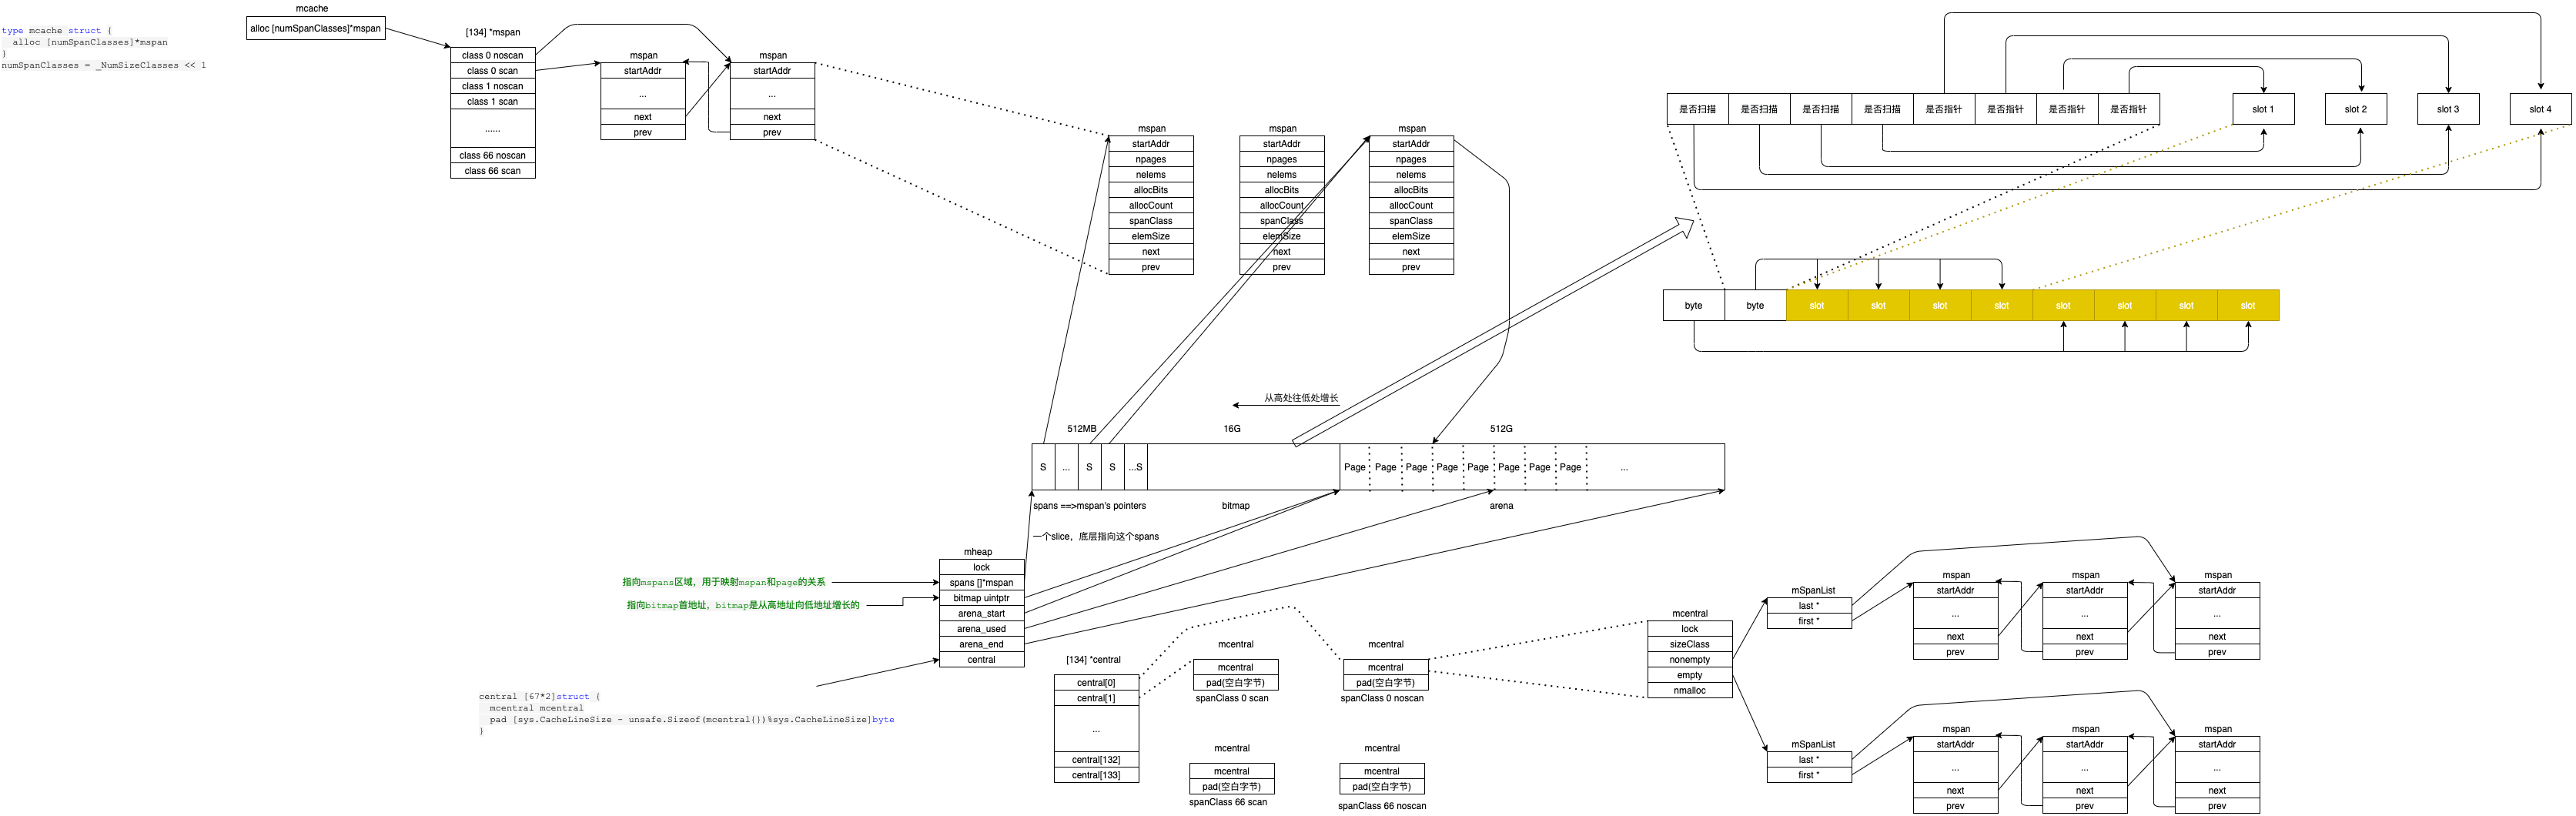 mcache
alloc [numSpanClasses]*mspan
type mcache struct {
alloc [numSpanClasses]*mspan
}
numSpanClasses = _NumSizeClasses << 1
[134] *mspan
class 0 noscan
class 0 scan
class 1 noscan
class 1 scan
......
class 66 noscan
class 66 scan
mspan
startAddr
...
next
prev
mspan
startAddr
...
next
prev
mspan
startAddr
npages
nelems
allocBits
allocCount
spanClass
elemSize
next
prev
mspan
startAddr
npages
nelems
allocBits
allocCount
spanClass
elemSize
next
prev
mspan
startAddr
npages
nelems
allocBits
allocCount
spanClass
elemSize
next
prev
是否扫描 是否扫描 是否扫描 是否扫描 是否指针 是否指针 是否指针 是否指针
slot 1 slot 2 slot 3 slot 4
byte byte slot slot slot slot slot slot slot slot
从高处往低处增长
512MB 16G 512G
S ... S S ...S Page Page Page Page Page Page Page Page ...
spans ==>mspan's pointers bitmap arena
一个slice，底层指向这个spans
mheap
lock
spans []*mspan
bitmap uintptr
arena_start
arena_used
arena_end
central
指向mspans区域，用于映射mspan和page的关系
指向bitmap首地址，bitmap是从高地址向低地址增长的
central [67*2]struct {
mcentral mcentral
pad [sys.CacheLineSize - unsafe.Sizeof(mcentral{})%sys.CacheLineSize]byte
}
[134] *central
central[0]
central[1]
...
central[132]
central[133]
mcentral
mcentral
pad(空白字节)
spanClass 0 scan
mcentral
mcentral
pad(空白字节)
spanClass 0 noscan
mcentral
mcentral
pad(空白字节)
spanClass 66 scan
mcentral
mcentral
pad(空白字节)
spanClass 66 noscan
mcentral
lock
sizeClass
nonempty
empty
nmalloc
mSpanList
last *
first *
mspan
startAddr
...
next
prev
mspan
startAddr
...
next
prev
mspan
startAddr
...
next
prev
mSpanList
last *
first *
mspan
startAddr
...
next
prev
mspan
startAddr
...
next
prev
mspan
startAddr
...
next
prev